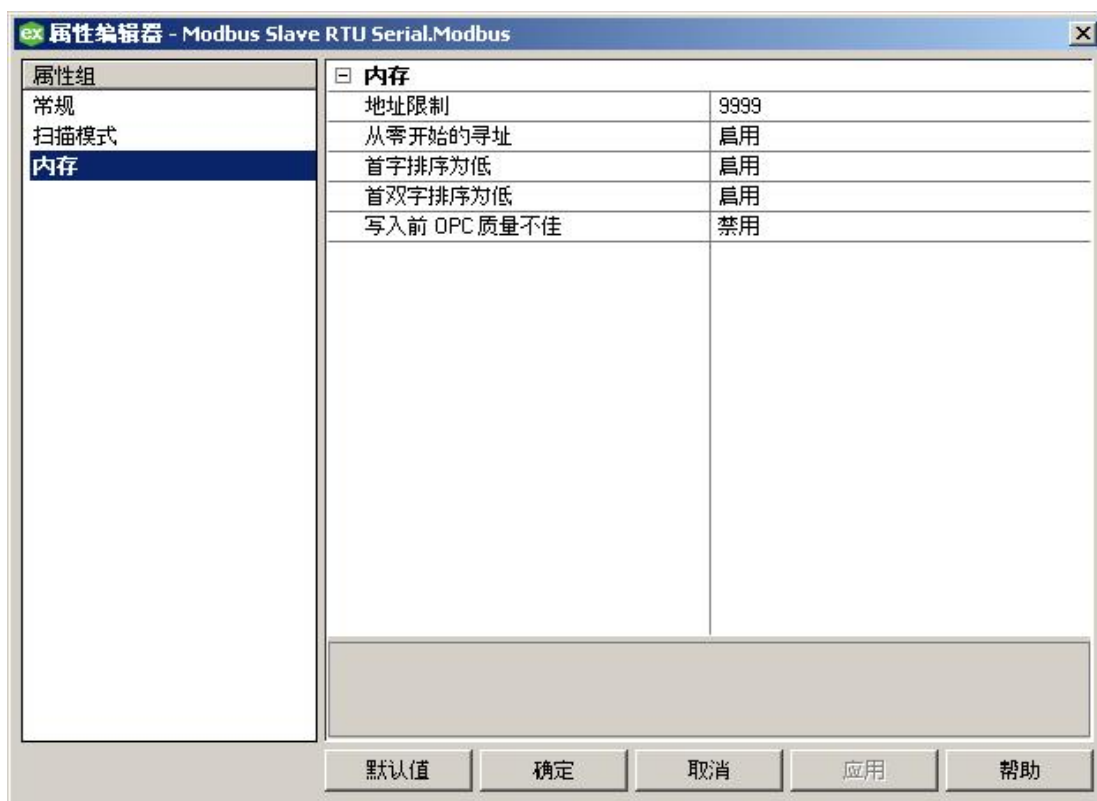 ex 属性编辑器 - Modbus Slave RTU Serial.Modbus
属性组
常规
扫描模式
内存
内存
地址限制 9999
从零开始的寻址 启用
首字排序为低 启用
首双字排序为低 启用
写入前 OPC 质量不佳 禁用
默认值 确定 取消 应用 帮助